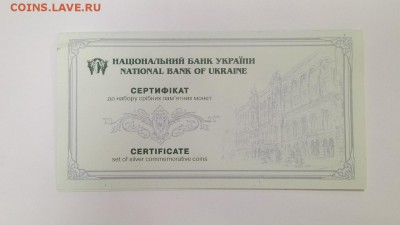 COINS.LAVE.RU
НАЦІОНАЛЬНИЙ БАНК УКРАЇНИ
NATIONAL BANK OF UKRAINE
СЕРТИФІКАТ
до набору срібних пам'ятних монет
CERTIFICATE
set of silver commemorative coins